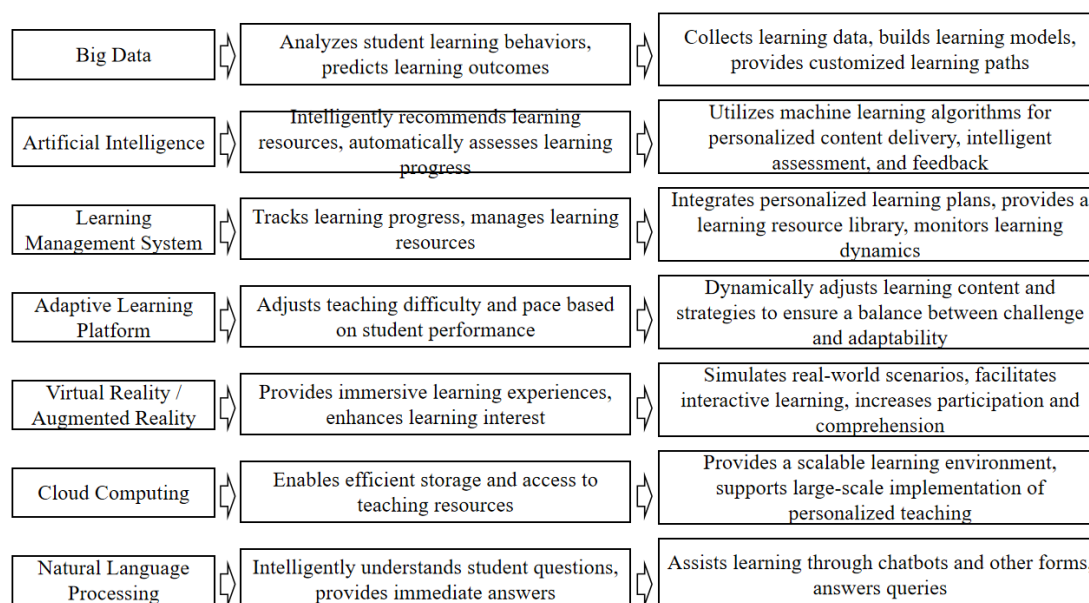 Big Data
Analyzes student learning behaviors,
predicts learning outcomes
Collects learning data, builds learning models,
provides customized learning paths
Artificial Intelligence
Intelligently recommends learning
resources, automatically assesses learning
progress
Utilizes machine learning algorithms for
personalized content delivery, intelligent
assessment, and feedback
Learning
Management System
Tracks learning progress, manages learning
resources
Integrates personalized learning plans, provides a
learning resource library, monitors learning
dynamics
Adaptive Learning
Platform
Adjusts teaching difficulty and pace based
on student performance
Dynamically adjusts learning content and
strategies to ensure a balance between challenge
and adaptability
Virtual Reality /
Augmented Reality
Provides immersive learning experiences,
enhances learning interest
Simulates real-world scenarios, facilitates
interactive learning, increases participation and
comprehension
Cloud Computing
Enables efficient storage and access to
teaching resources
Provides a scalable learning environment,
supports large-scale implementation of
personalized teaching
Natural Language
Processing
Intelligently understands student questions,
provides immediate answers
Assists learning through chatbots and other forms,
answers queries